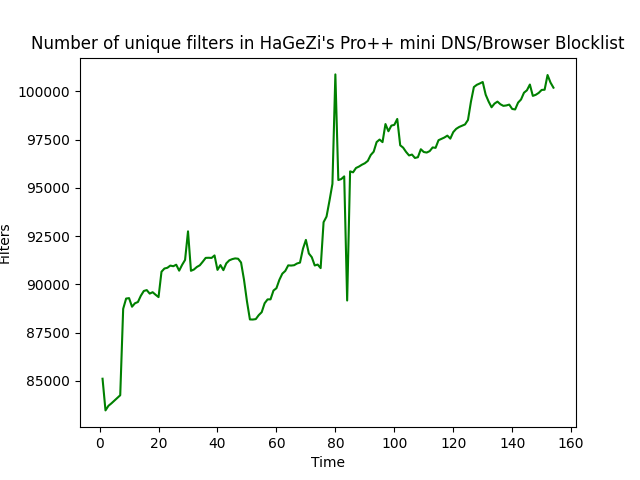 Number of unique filters in HaGeZi's Pro++ mini DNS/Browser Blocklist
100000
97500
95000
92500
90000
87500
85000
Filters
0 20 40 60 80 100 120 140 160
Time